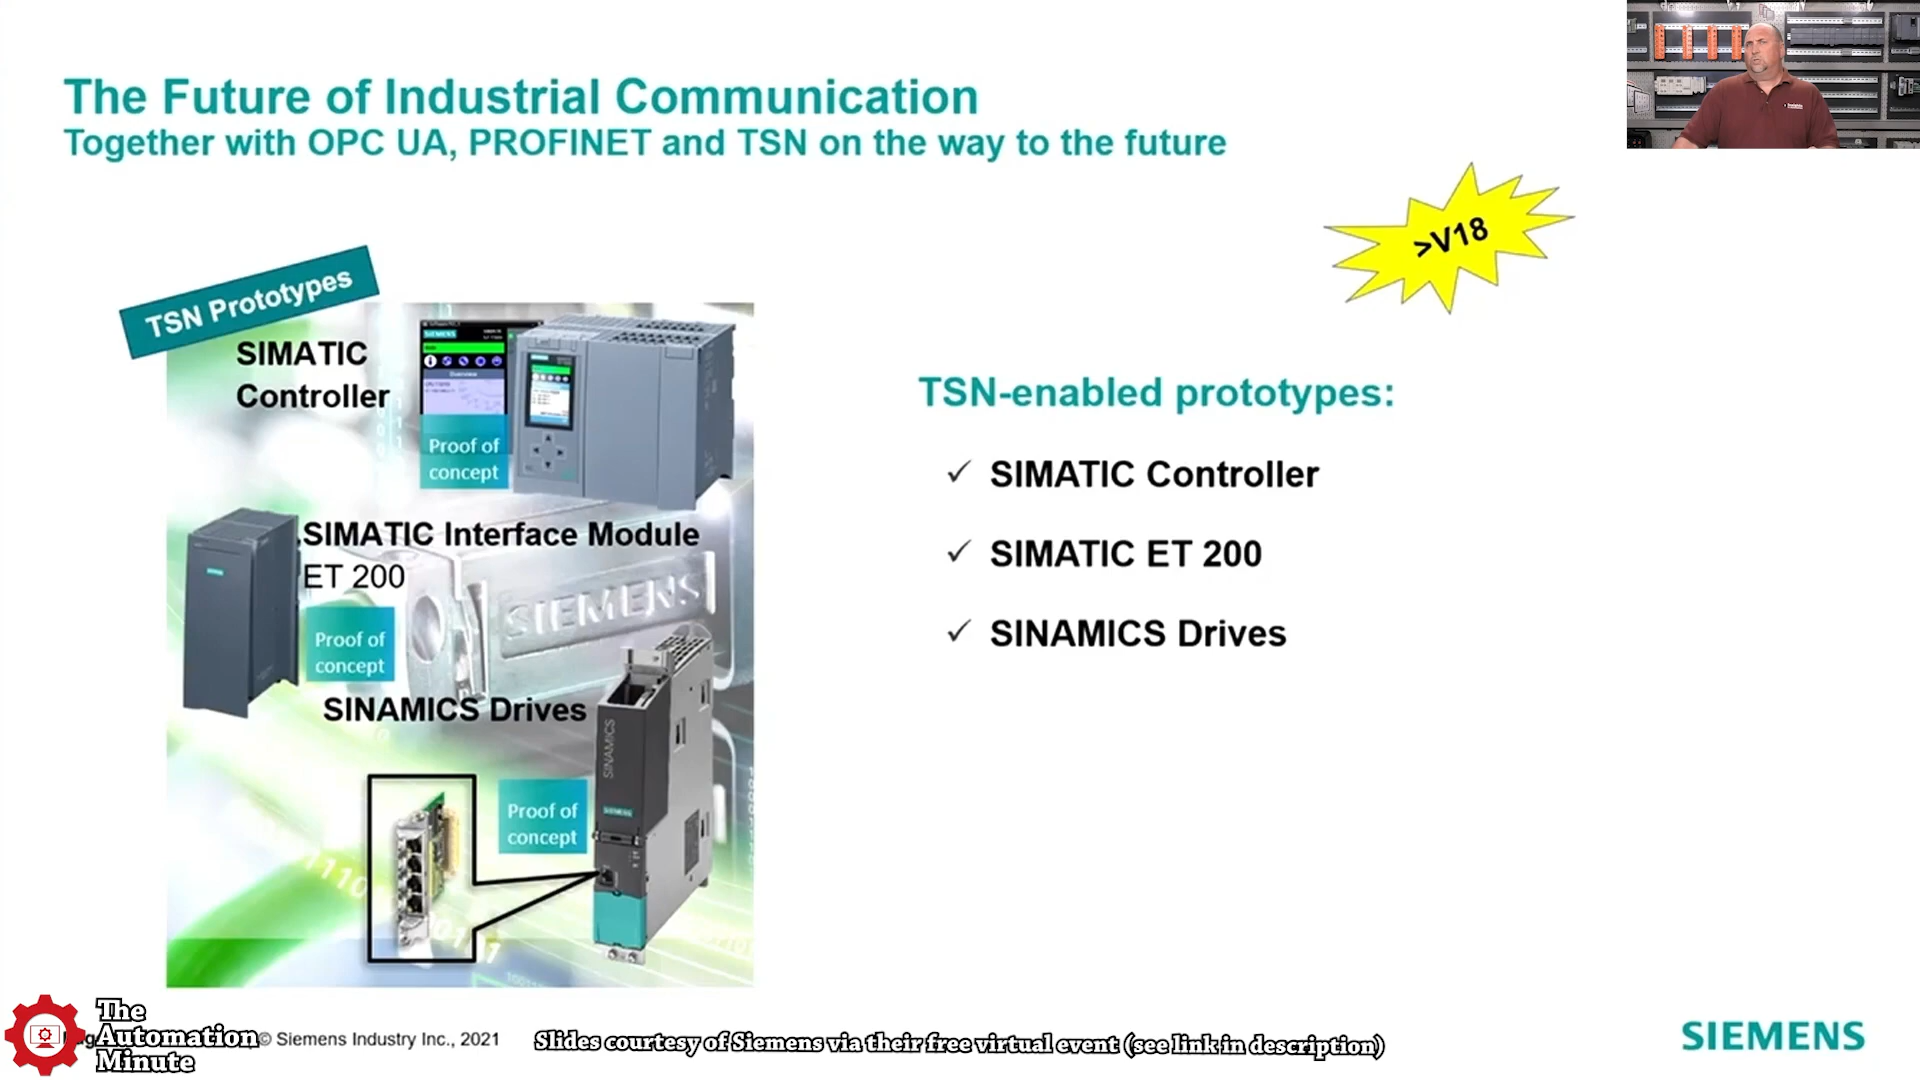 The Future of Industrial Communication
Together with OPC UA, PROFINET and TSN on the way to the future
>V18
TSN Prototypes
SIMATIC
Controller
SIEMENS
Overview
Proof of
concept
SIMATIC Interface Module
ET 200
Proof of
concept
SIEMENS
SINAMICS Drives
SINAMICS
SIEMENS
Proof of
concept
TSN-enabled prototypes:
✓ SIMATIC Controller
✓ SIMATIC ET 200
✓ SINAMICS Drives
The
Automation
Minute
© Siemens Industry Inc., 2021
Slides courtesy of Siemens via their free virtual event (see link in description)
SIEMENS